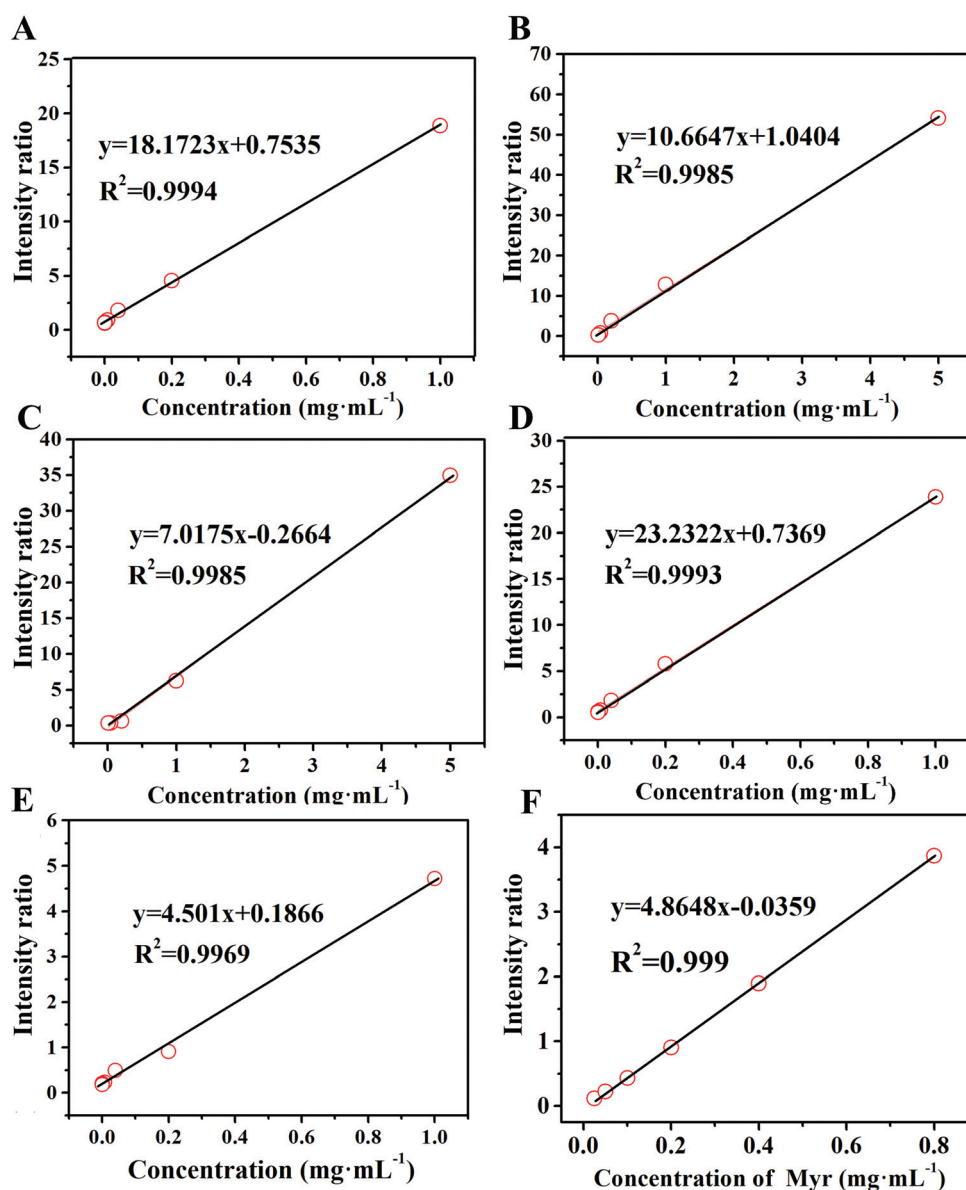 A
Intensity ratio
25
20
15
10
5
0
y=18.1723x+0.7535
R²=0.9994
0.0 0.2 0.4 0.6 0.8 1.0
Concentration (mg·mL⁻¹)
B
Intensity ratio
70
60
50
40
30
20
10
0
y=10.6647x+1.0404
R²=0.9985
0 1 2 3 4 5
Concentration (mg·mL⁻¹)
C
Intensity ratio
40
35
30
25
20
15
10
5
0
y=7.0175x-0.2664
R²=0.9985
0 1 2 3 4 5
Concentration (mg·mL⁻¹)
D
Intensity ratio
30
25
20
15
10
5
0
y=23.2322x+0.7369
R²=0.9993
0.0 0.2 0.4 0.6 0.8 1.0
Concentration (mg·mL⁻¹)
E
Intensity ratio
6
5
4
3
2
1
0
y=4.501x+0.1866
R²=0.9969
0.0 0.2 0.4 0.6 0.8 1.0
Concentration (mg·mL⁻¹)
F
Intensity ratio
4
3
2
1
0
y=4.8648x-0.0359
R²=0.999
0.0 0.2 0.4 0.6 0.8
Concentration of Myr (mg·mL⁻¹)